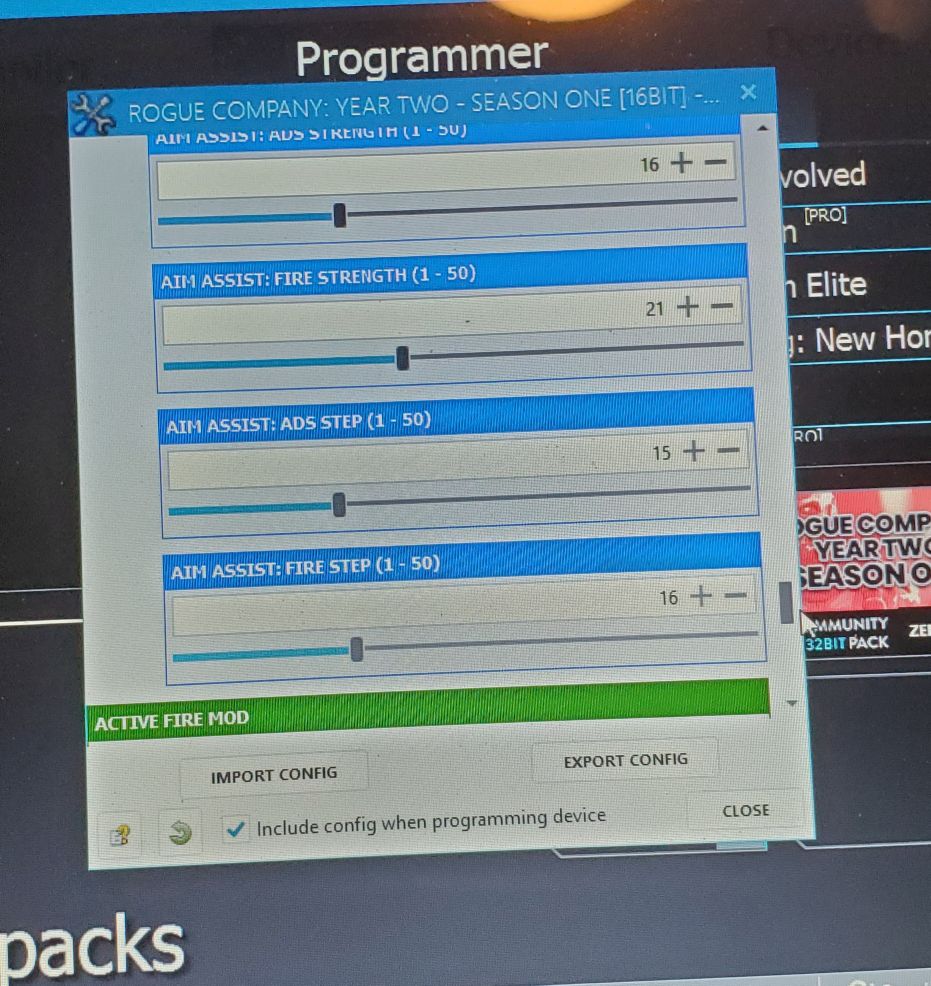 Programmer
ROGUE COMPANY: YEAR TWO - SEASON ONE [16BIT] -...
AIM ASSIST: ADS STRENGTH (1 - 50)
16
volved
[PRO]
AIM ASSIST: FIRE STRENGTH (1 - 50)
n Elite
21
: New Hor
AIM ASSIST: ADS STEP (1 - 50)
RO]
15
OGUE COMP
YEAR TWO
SEASON O
AIM ASSIST: FIRE STEP (1 - 50)
16
MMUNITY
32BIT PACK
ZE
ACTIVE FIRE MOD
IMPORT CONFIG
EXPORT CONFIG
Include config when programming device
CLOSE
packs